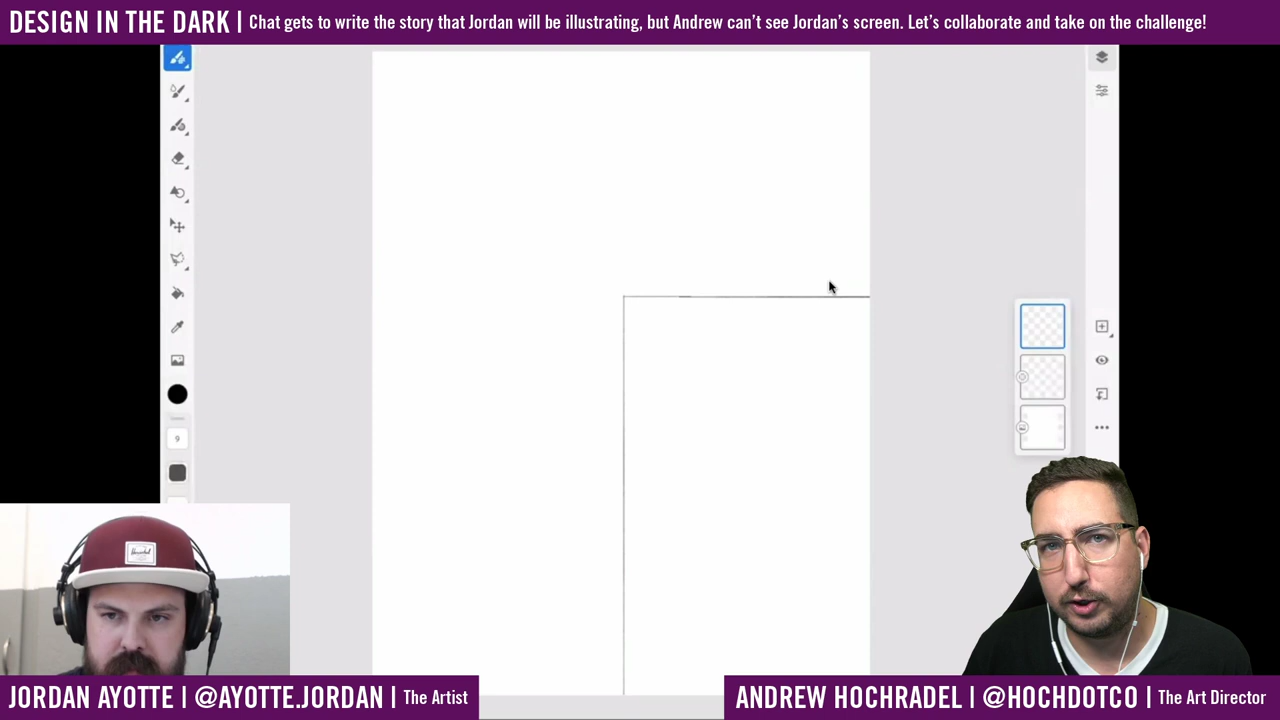 DESIGN IN THE DARK | Chat gets to write the story that Jordan will be illustrating, but Andrew can't see Jordan's screen. Let's collaborate and take on the challenge!
9
Herschel
JORDAN AYOTTE | @AYOTTE.JORDAN | The Artist
ANDREW HOCHRADEL | @HOCHDOTCO | The Art Director